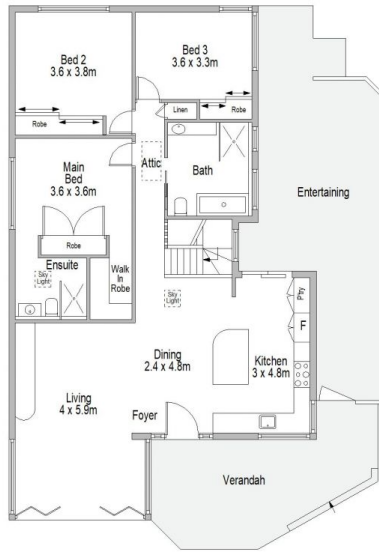 Bed 2
3.6 x 3.8m
Bed 3
3.6 x 3.3m
Robe
Linen
Robe
Main
Bed
3.6 x 3.6m
Attic
Bath
Entertaining
Robe
Ensuite
Sky
Light
Walk
In
Robe
Sky
Light
P'try
F
Dining
2.4 x 4.8m
Kitchen
3 x 4.8m
Living
4 x 5.9m
Foyer
Verandah